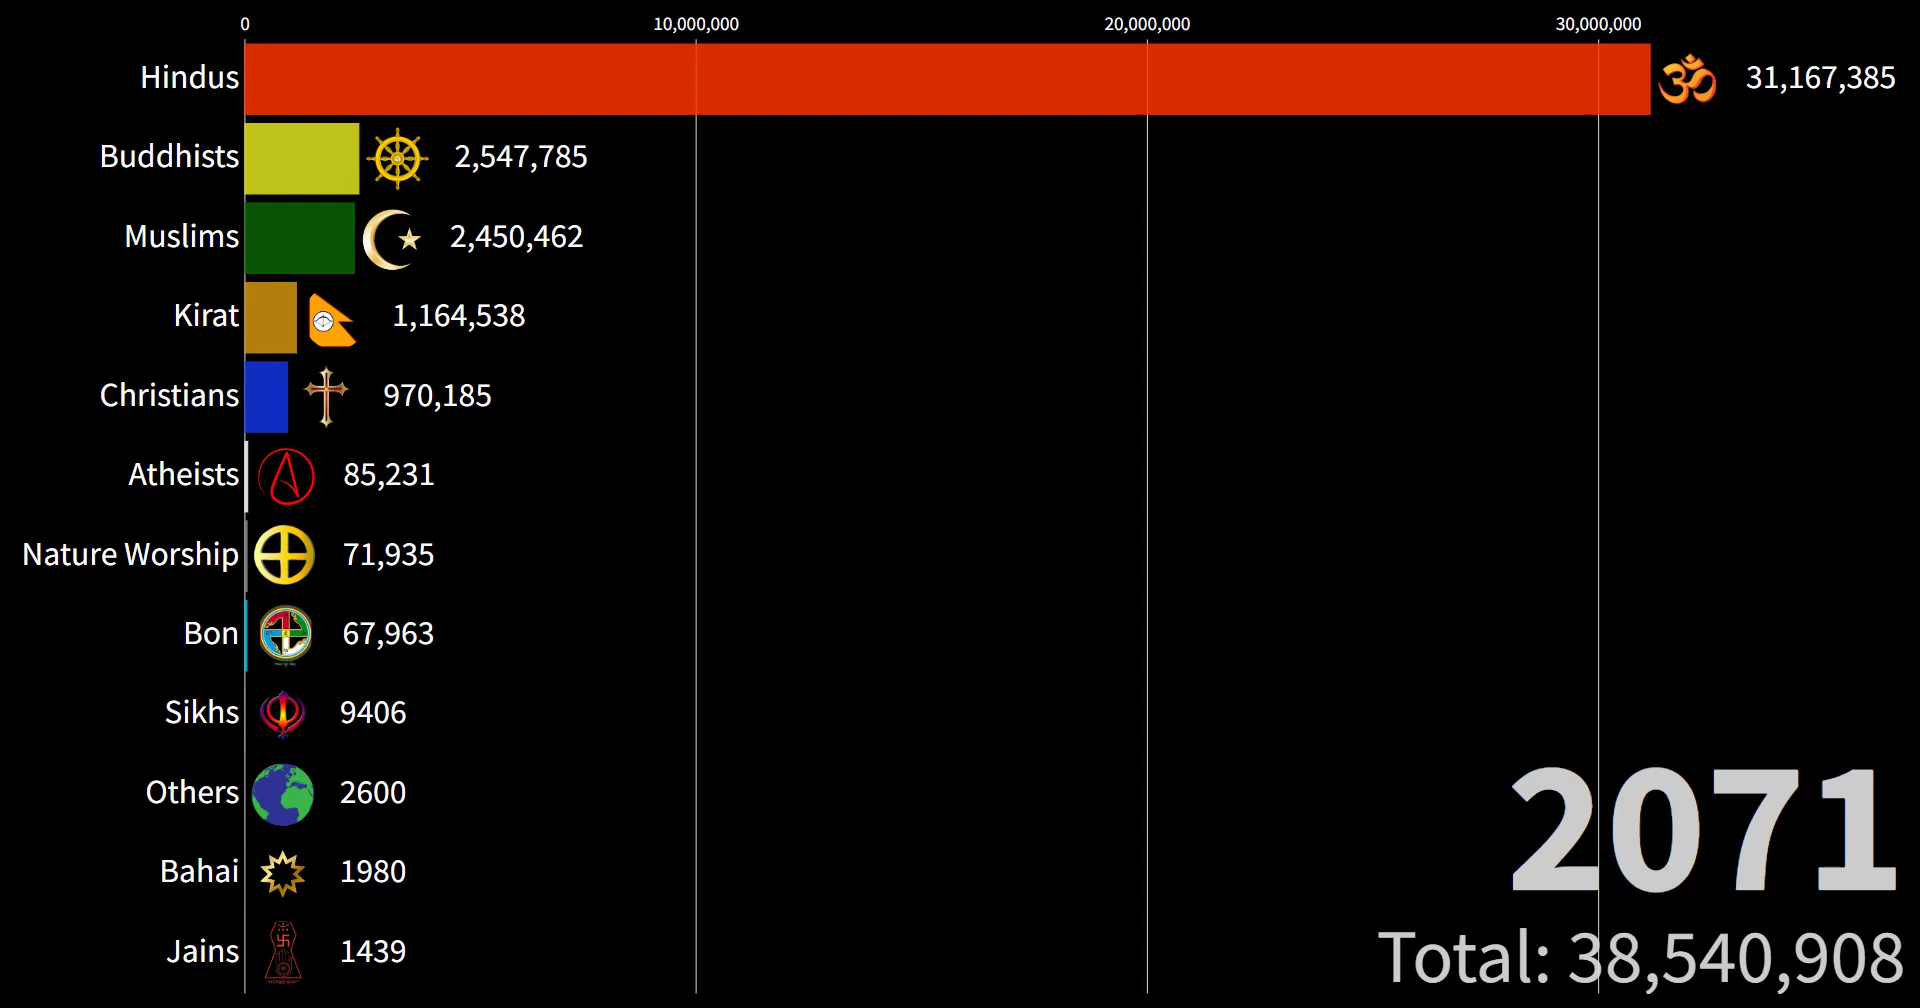 0 10,000,000 20,000,000 30,000,000
Hindus 31,167,385
Buddhists 2,547,785
Muslims 2,450,462
Kirat 1,164,538
Christians 970,185
Atheists 85,231
Nature Worship 71,935
Bon 67,963
Sikhs 9406
Others 2600
Bahai 1980
Jains 1439
2071
Total: 38,540,908